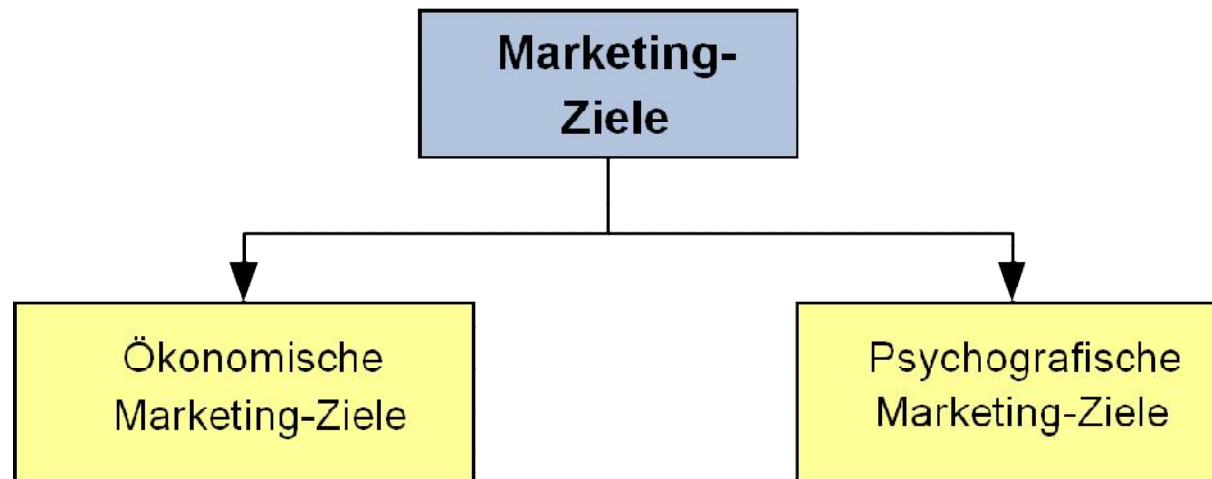 Marketing-
Ziele
Ökonomische
Marketing-Ziele
Psychografische
Marketing-Ziele